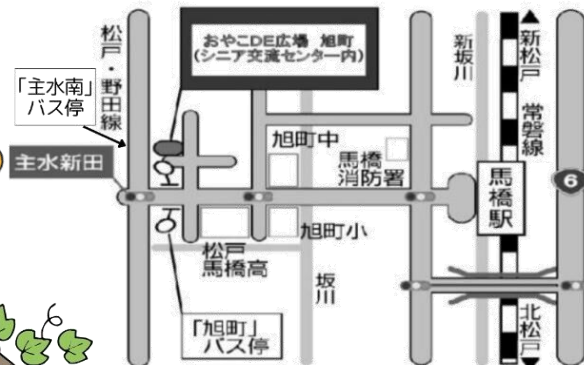 おやこDE広場 旭町
(シニア交流センター内)
松戸・野田線
「主水南」
バス停
主水新田
旭町中
馬橋
消防署
新坂川
▲新松戸
常磐線
馬橋駅
6
旭町小
松戸
馬橋高
坂川
「旭町」
バス停
北松戸▼